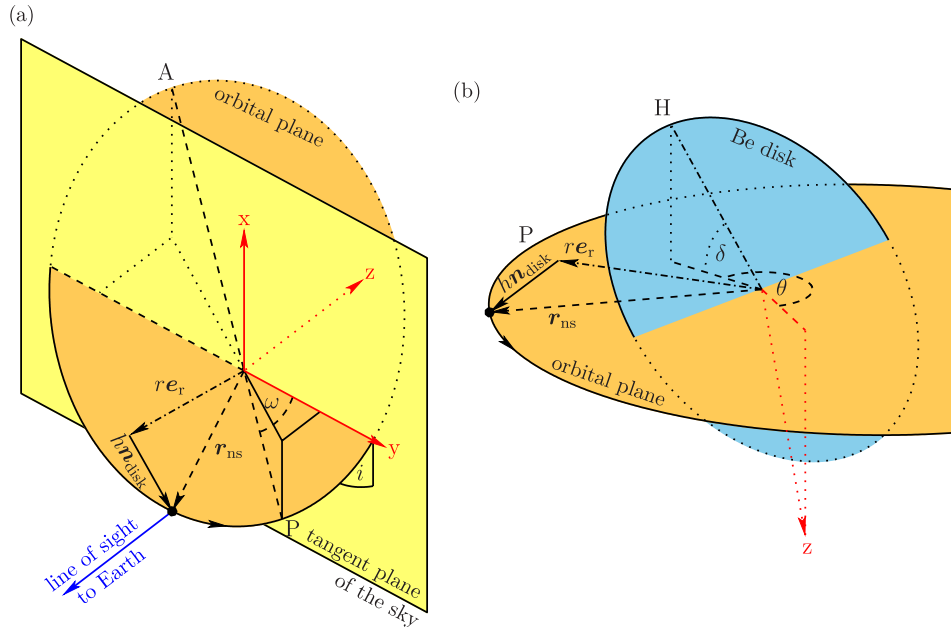 (a)
A
orbital plane
x
z
ω
re_r
r_ns
hn_disk
y
i
P
tangent plane
of the sky
line of sight
to Earth
(b)
H
Be disk
P
re_r
δ
hn_disk
θ
r_ns
orbital plane
z